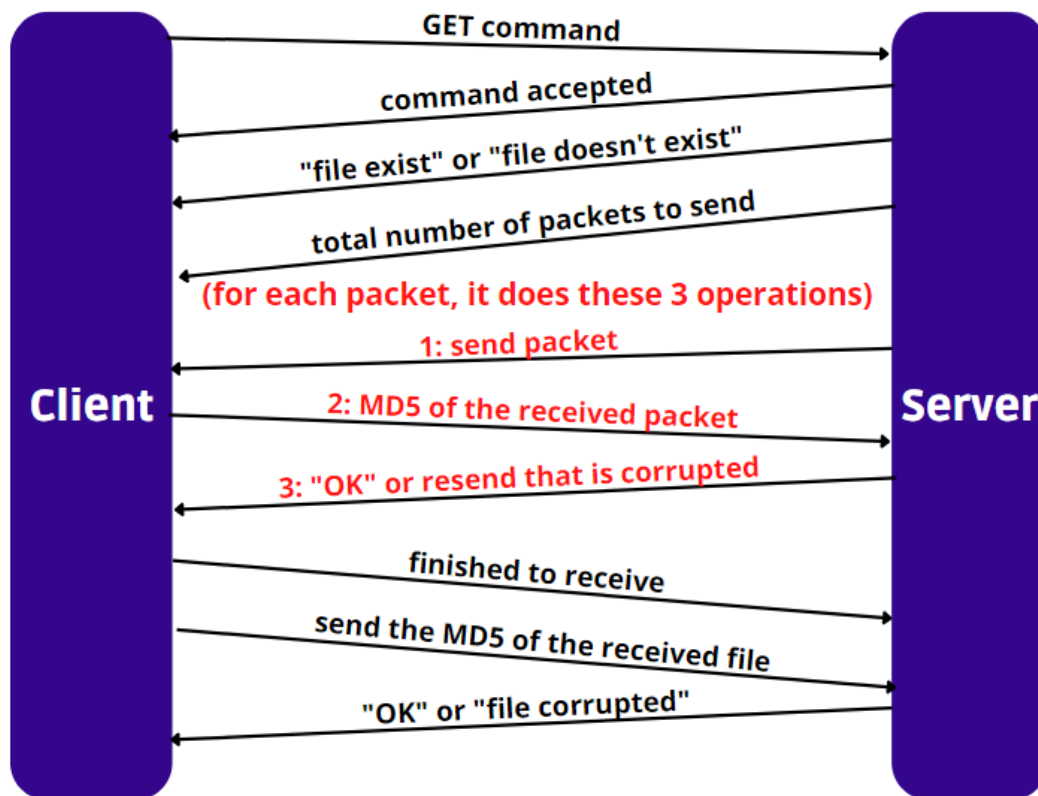 GET command
command accepted
"file exist" or "file doesn't exist"
total number of packets to send
(for each packet, it does these 3 operations)
1: send packet
Client
Server
2: MD5 of the received packet
3: "OK" or resend that is corrupted
finished to receive
send the MD5 of the received file
"OK" or "file corrupted"